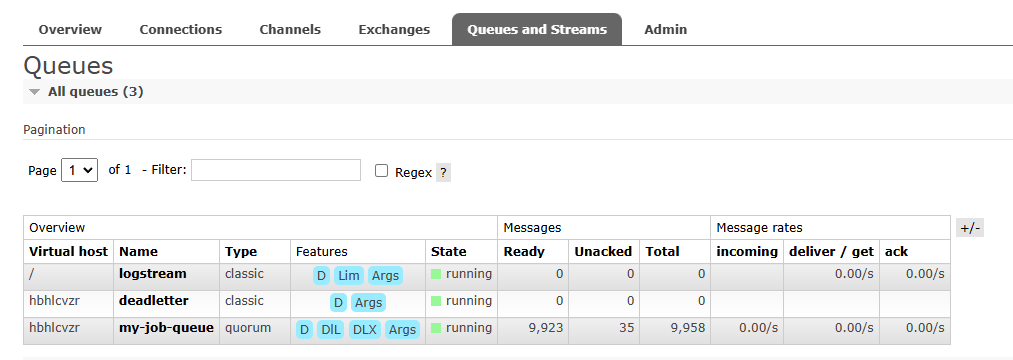 Overview Connections Channels Exchanges Queues and Streams Admin
Queues
All queues (3)
Pagination
Page 1 of 1 - Filter: Regex ?
Overview Messages Message rates +/-
Virtual host Name Type Features State Ready Unacked Total incoming deliver / get ack
/ logstream classic D Lim Args running 0 0 0 0.00/s 0.00/s
hbhlcvzr deadletter classic D Args running 0 0 0
hbhlcvzr my-job-queue quorum D DlL DLX Args running 9,923 35 9,958 0.00/s 0.00/s 0.00/s